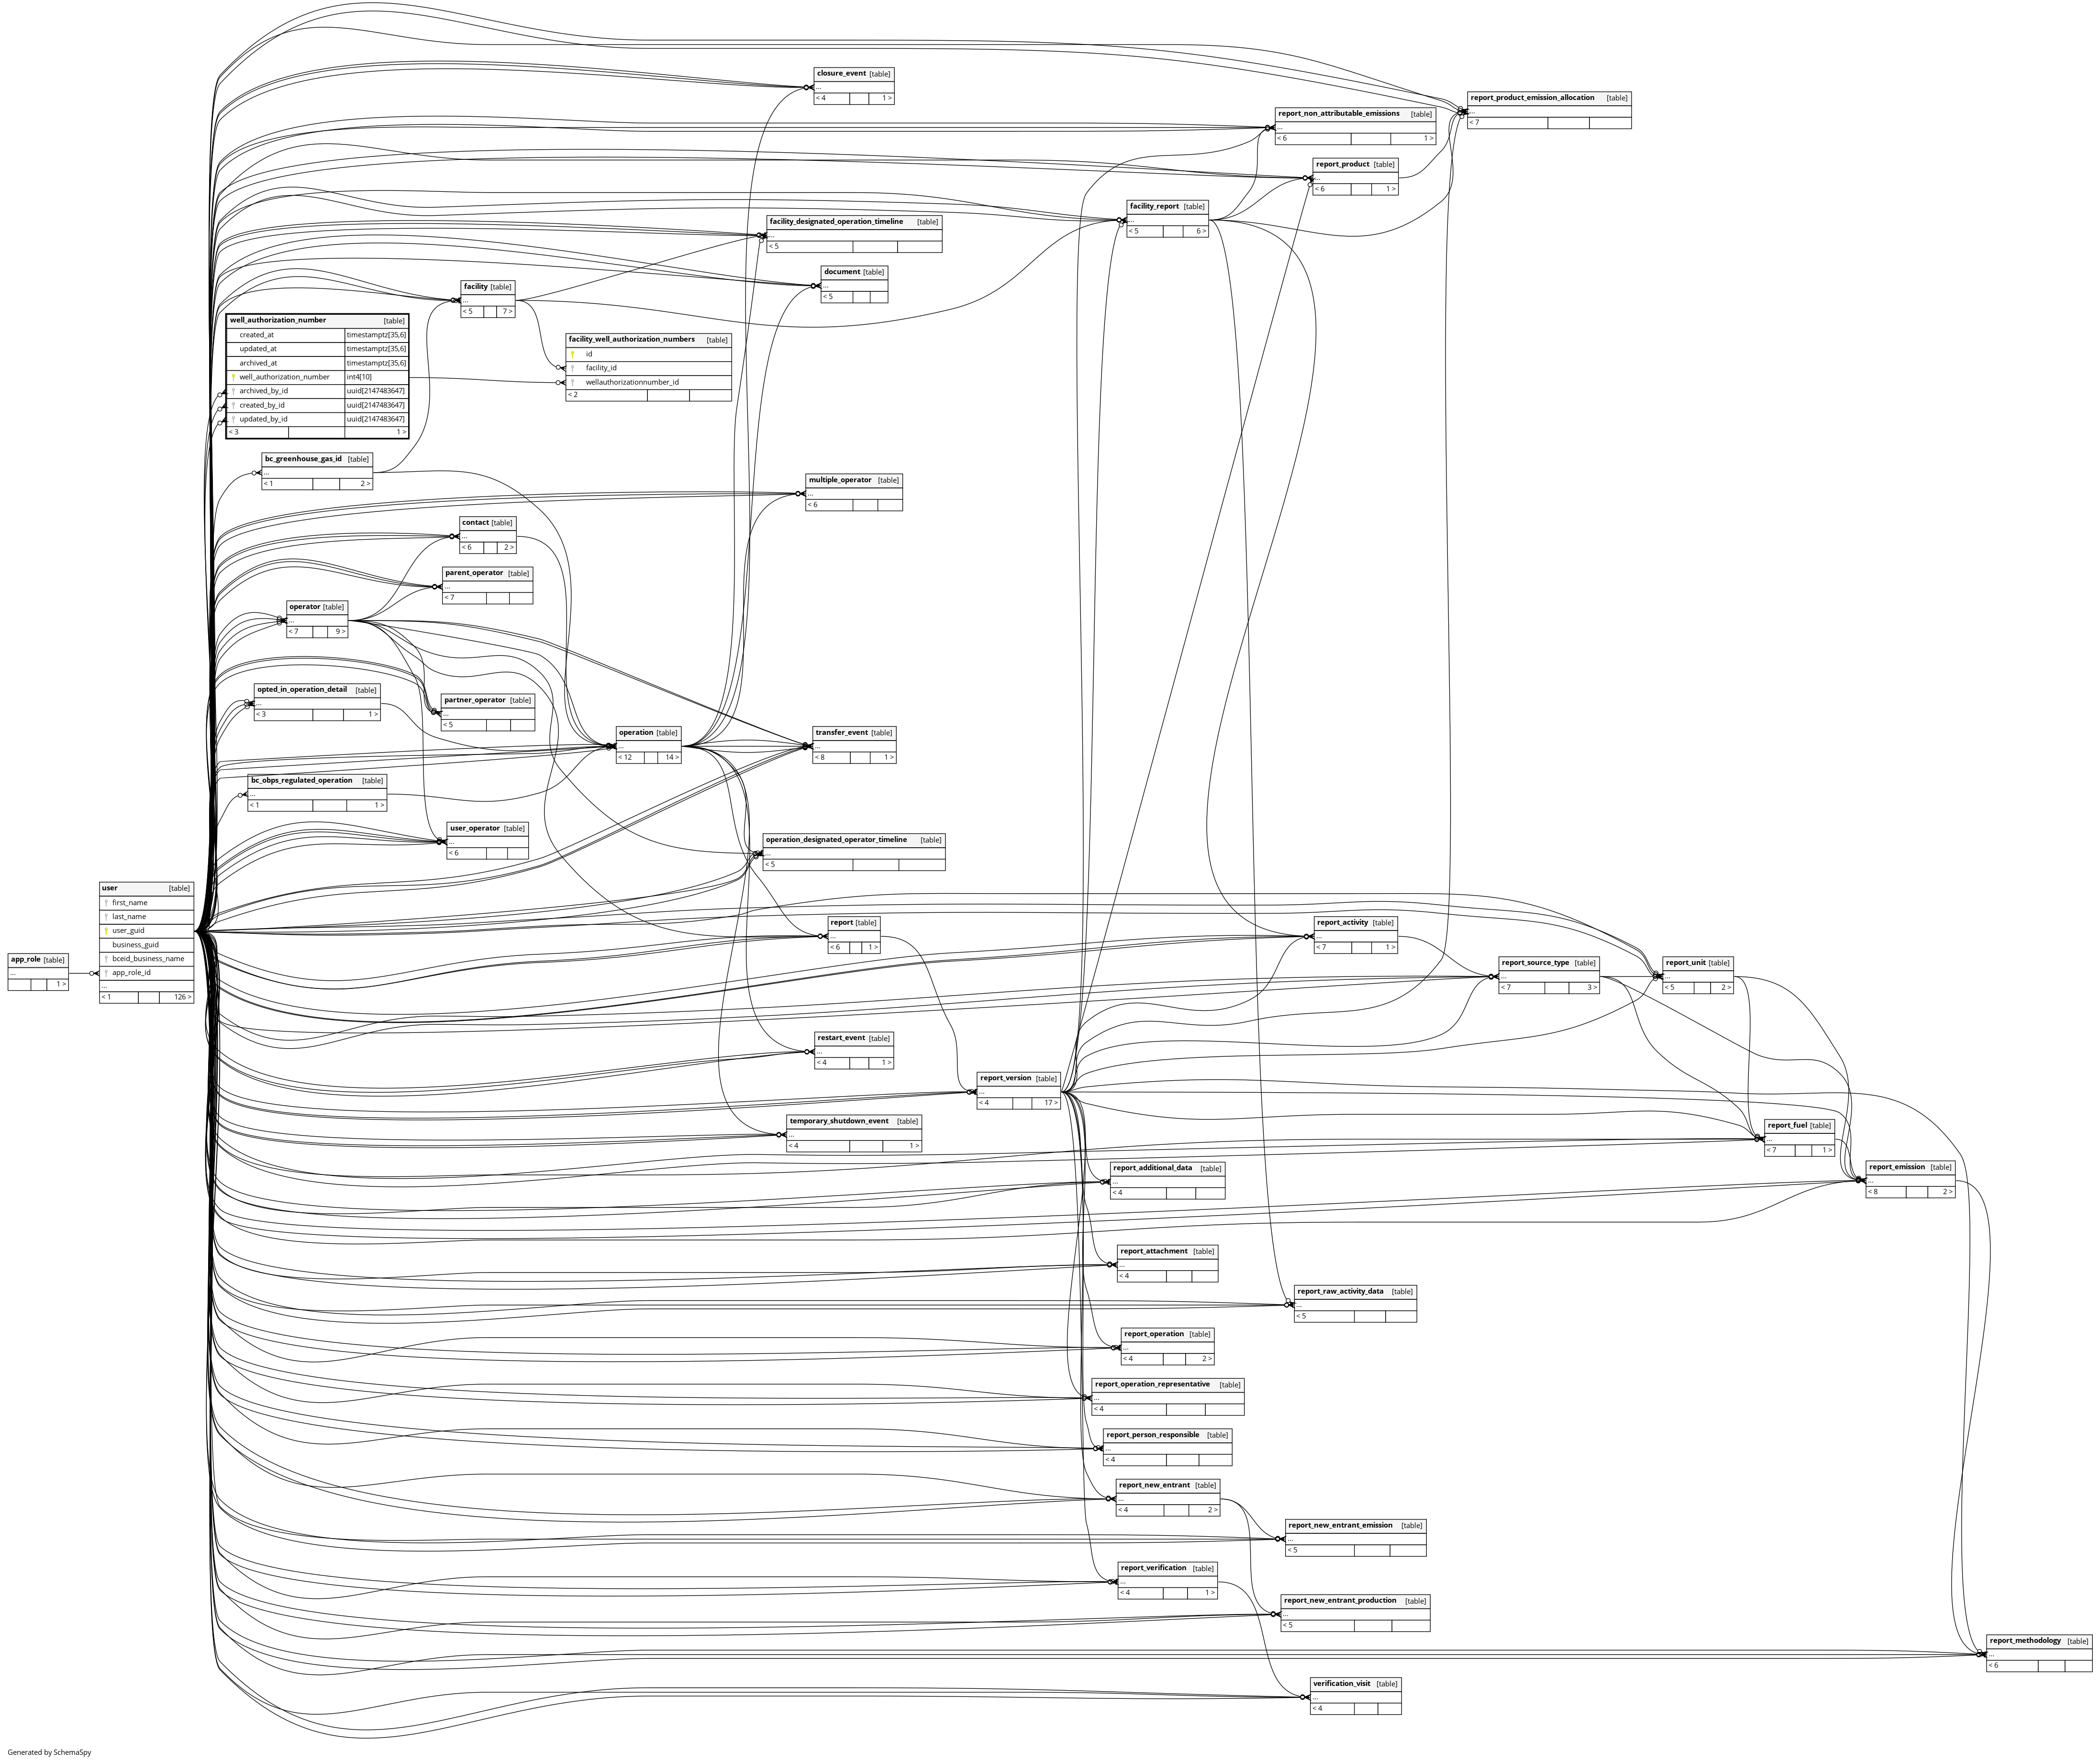 closure_event [table]
...
< 4 1 >
report_product_emission_allocation [table]
...
< 7
report_non_attributable_emissions [table]
...
< 6 1 >
report_product [table]
...
< 6 1 >
facility_report [table]
...
< 5 6 >
facility_designated_operation_timeline [table]
...
< 5
document [table]
...
< 5
facility [table]
...
< 5 7 >
well_authorization_number [table]
created_at timestamptz[35,6]
updated_at timestamptz[35,6]
archived_at timestamptz[35,6]
well_authorization_number int4[10]
archived_by_id uuid[2147483647]
created_by_id uuid[2147483647]
updated_by_id uuid[2147483647]
< 3 1 >
facility_well_authorization_numbers [table]
id
facility_id
wellauthorizationnumber_id
< 2
bc_greenhouse_gas_id [table]
...
< 1 2 >
multiple_operator [table]
...
< 6
contact [table]
...
< 6 2 >
parent_operator [table]
...
< 7
operator [table]
...
< 7 9 >
opted_in_operation_detail [table]
...
< 3 1 >
partner_operator [table]
...
< 5
operation [table]
...
< 12 14 >
transfer_event [table]
...
< 8 1 >
bc_obps_regulated_operation [table]
...
< 1 1 >
user_operator [table]
...
< 6
operation_designated_operator_timeline [table]
...
< 5
user [table]
first_name
last_name
user_guid
business_guid
bceid_business_name
app_role_id
...
< 1 126 >
app_role [table]
...
1 >
report [table]
...
< 6 1 >
report_activity [table]
...
< 7 1 >
report_source_type [table]
...
< 7 3 >
report_unit [table]
...
< 5 2 >
restart_event [table]
...
< 4 1 >
report_version [table]
...
< 4 17 >
temporary_shutdown_event [table]
...
< 4 1 >
report_fuel [table]
...
< 7 1 >
report_additional_data [table]
...
< 4
report_emission [table]
...
< 8 2 >
report_attachment [table]
...
< 4
report_raw_activity_data [table]
...
< 5
report_operation [table]
...
< 4 2 >
report_operation_representative [table]
...
< 4
report_person_responsible [table]
...
< 4
report_new_entrant [table]
...
< 4 2 >
report_new_entrant_emission [table]
...
< 5
report_verification [table]
...
< 4 1 >
report_new_entrant_production [table]
...
< 5
report_methodology [table]
...
< 6
verification_visit [table]
...
< 4
Generated by SchemaSpy